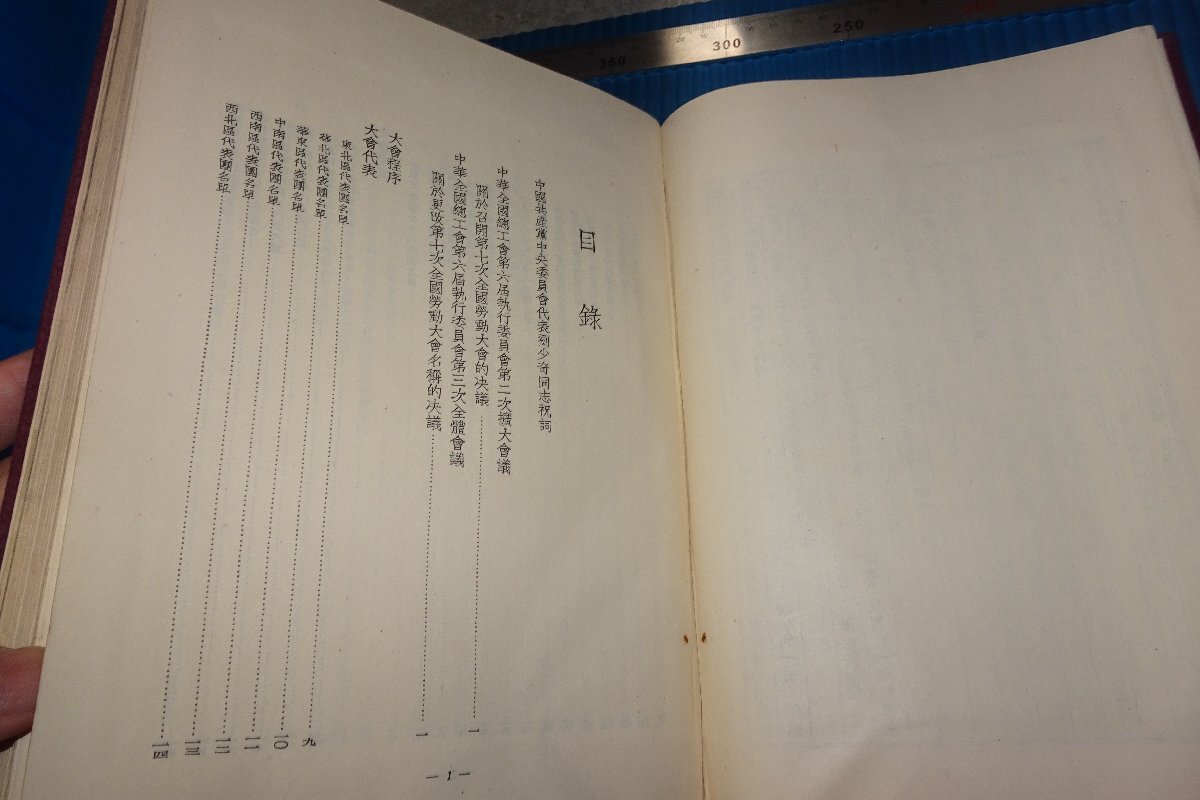 目錄
中國共產黨中央委員會代表劉少奇同志祝詞
中華全國總工會第六屆執行委員會第二次擴大會議
關於召開第七次全國勞動大會的決議……一
中華全國總工會第六屆執行委員會第三次全體會議
關於更改第七次全國勞動大會名稱的決議……一
大會程序
大會代表
東北區代表團名單……九
華北區代表團名單……一〇
華東區代表團名單……一一
中南區代表團名單……一二
西南區代表團名單……一三
西北區代表團名單……一四
— 1 —
350
300
250
200